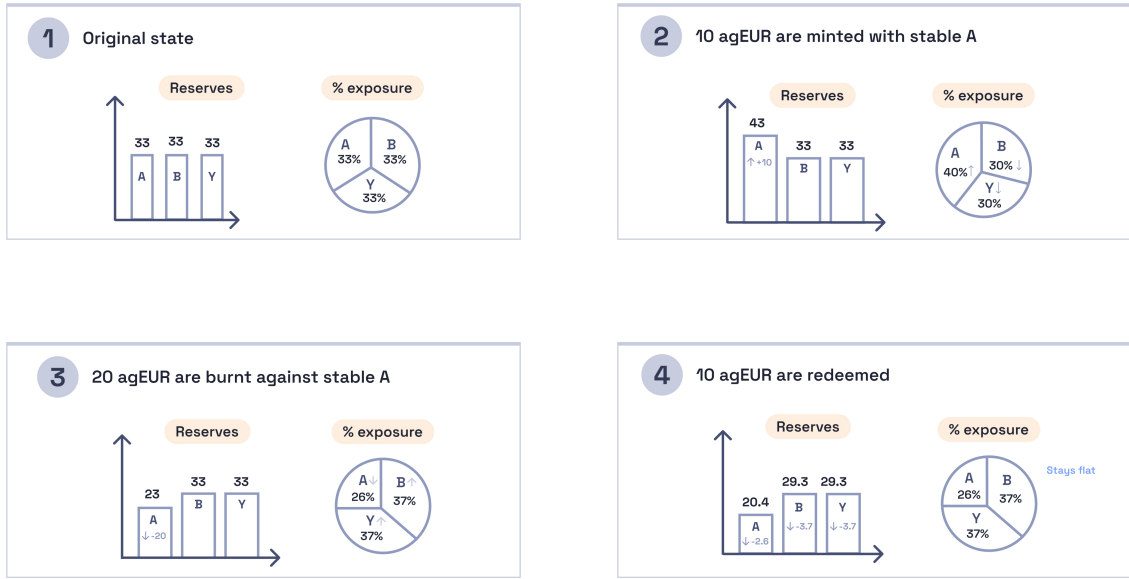 1
Original state
Reserves
% exposure
33
33
33
A
B
Y
A
33%
B
33%
Y
33%
2
10 agEUR are minted with stable A
Reserves
% exposure
43
33
33
A
↑+10
B
Y
A
40%↑
B
30%↓
Y↓
30%
3
20 agEUR are burnt against stable A
Reserves
% exposure
23
33
33
A
↓-20
B
Y
A↓
26%
B↑
37%
Y↑
37%
4
10 agEUR are redeemed
Reserves
% exposure
20.4
29.3
29.3
A
↓-2.6
B
↓-3.7
Y
↓-3.7
A
26%
B
37%
Y
37%
Stays flat